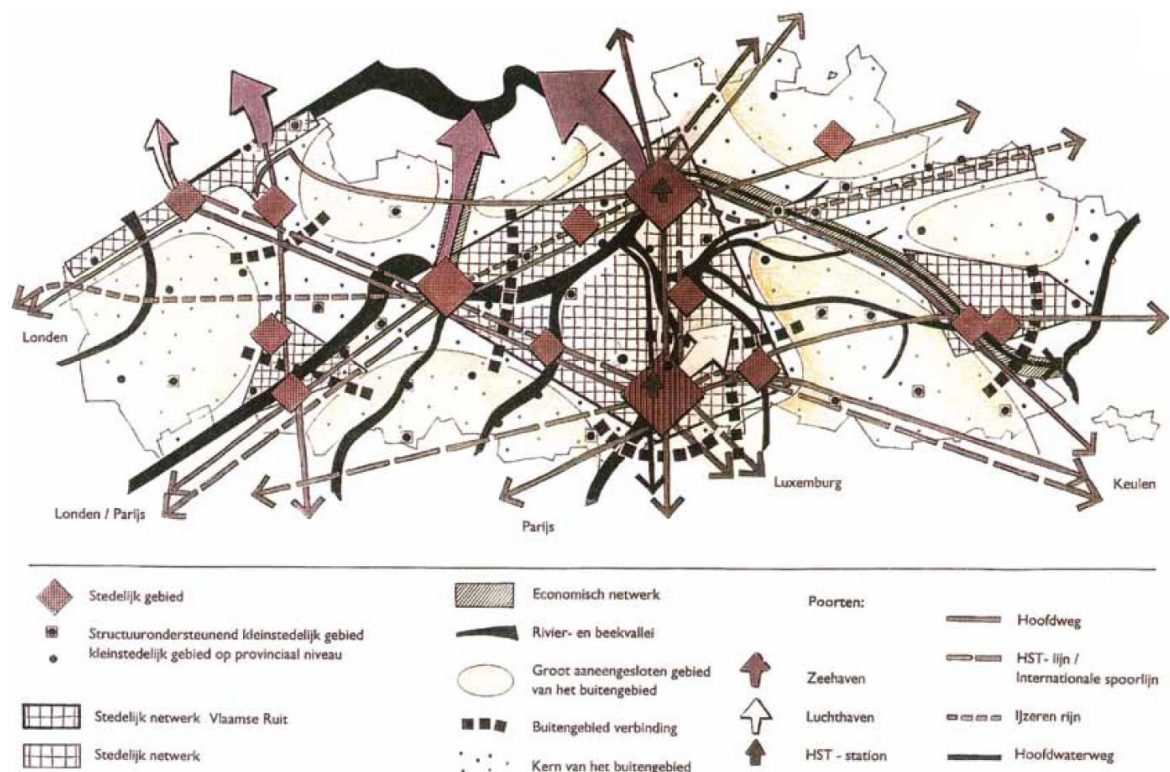 Londen
Londen / Parijs
Parijs
Luxemburg
Keulen
Stedelijk gebied
Structuurondersteunend kleinstedelijk gebied
kleinstedelijk gebied op provinciaal niveau
Stedelijk netwerk Vlaamse Ruit
Stedelijk netwerk
Economisch netwerk
Rivier- en beekvallei
Groot aaneengesloten gebied
van het buitengebied
Buitengebied verbinding
Kern van het buitengebied
Poorten:
Zeehaven
Luchthaven
HST - station
Hoofdweg
HST- lijn /
Internationale spoorlijn
IJzeren rijn
Hoofdwaterweg